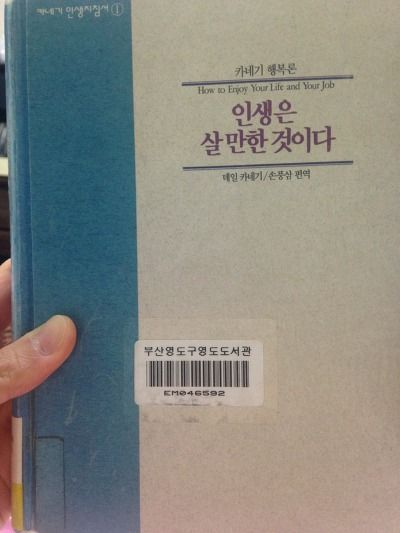 카네기 인생지침서 1
카네기 행복론
How to Enjoy Your Life and Your Job
인생은
살 만한 것이다
데일 카네기/손풍삼 편역
부산영도구영도도서관
EM046592